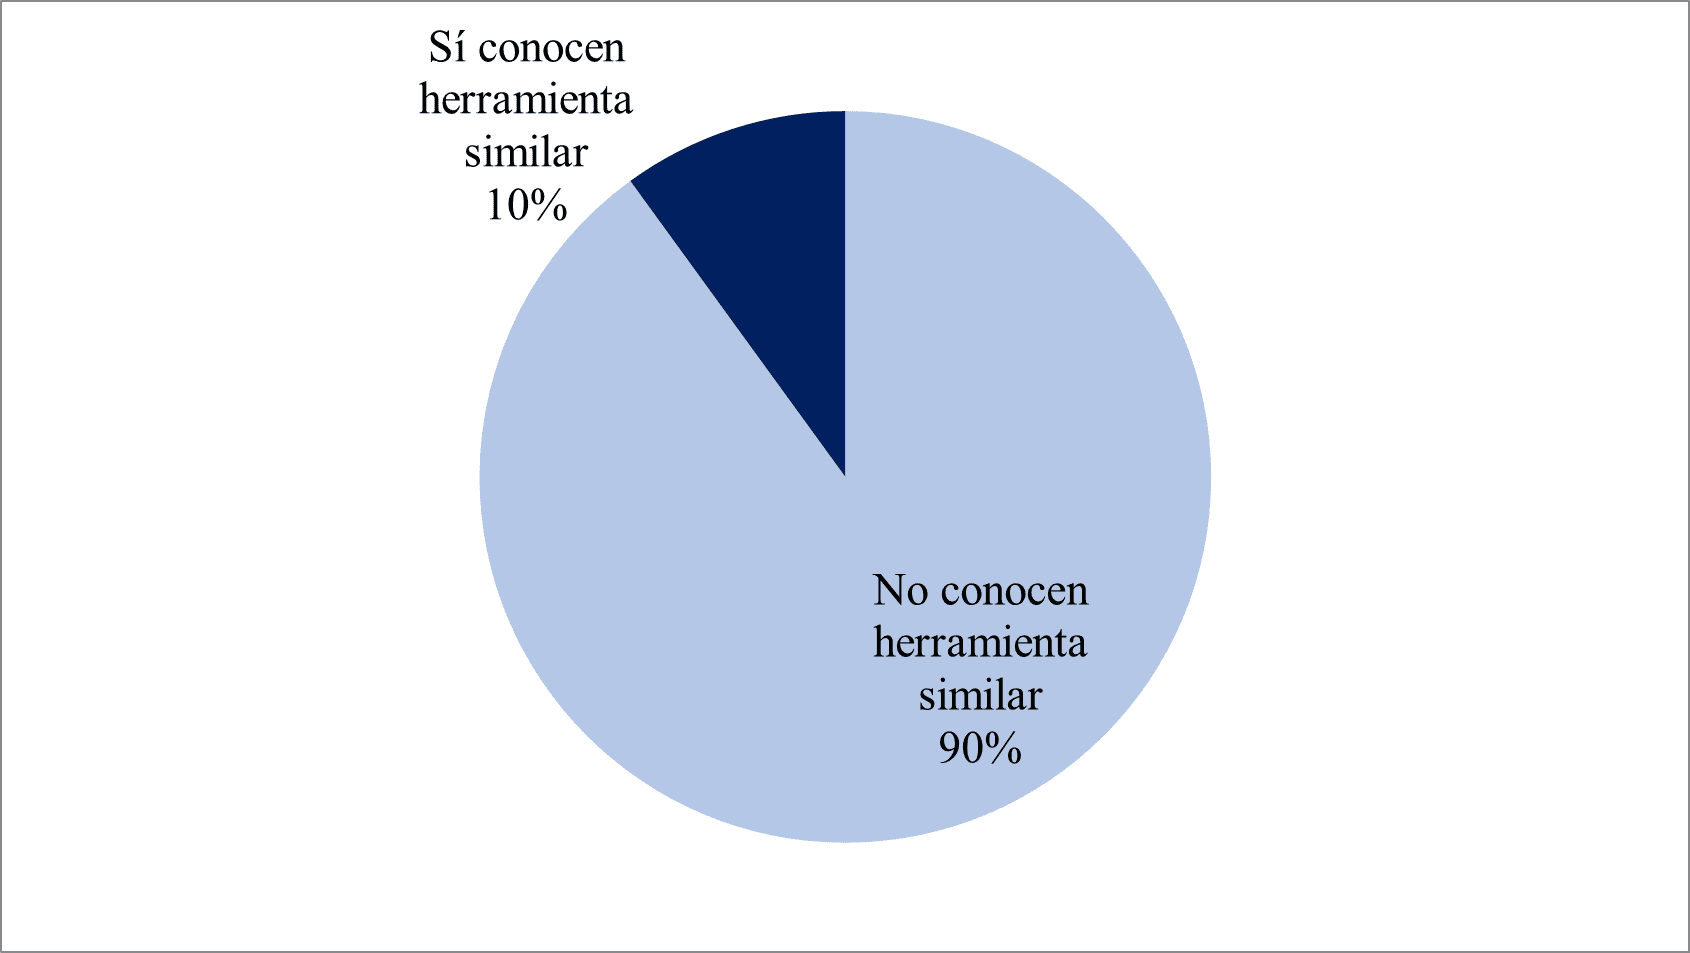 Sí conocen
herramienta
similar
10%
No conocen
herramienta
similar
90%